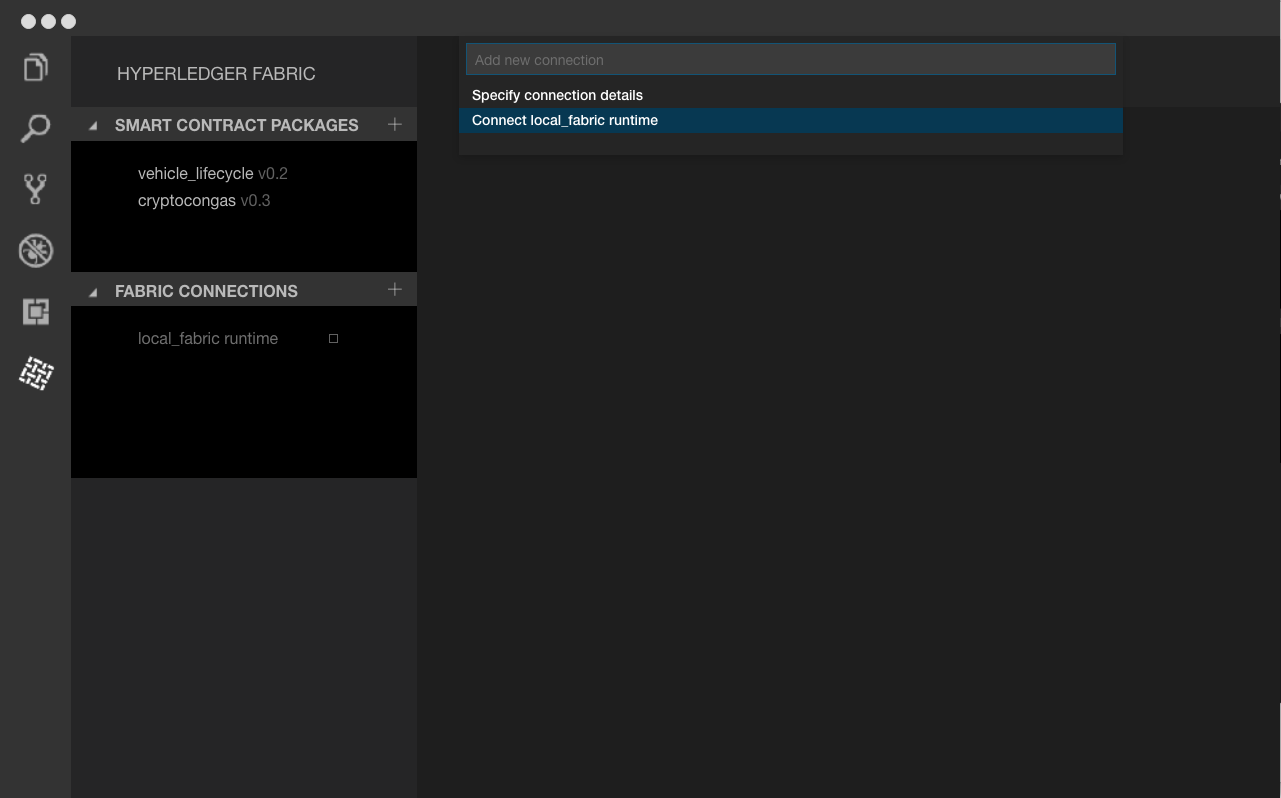 HYPERLEDGER FABRIC
SMART CONTRACT PACKAGES
vehicle_lifecycle v0.2
cryptocongas v0.3
FABRIC CONNECTIONS
local_fabric runtime
Add new connection
Specify connection details
Connect local_fabric runtime